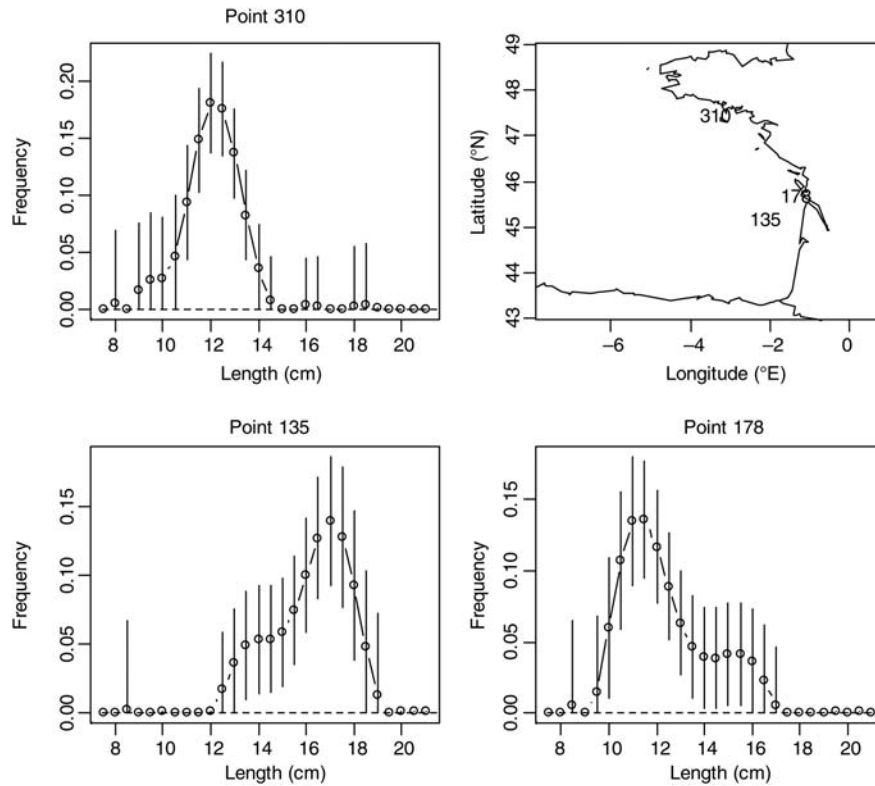 Point 310
Frequency
0.20
0.15
0.10
0.05
0.00
8 10 12 14 16 18 20
Length (cm)
Latitude (°N)
49
48
47
46
45
44
43
310
178
135
−6 −4 −2 0
Longitude (°E)
Point 135
Frequency
0.15
0.10
0.05
0.00
8 10 12 14 16 18 20
Length (cm)
Point 178
Frequency
0.15
0.10
0.05
0.00
8 10 12 14 16 18 20
Length (cm)